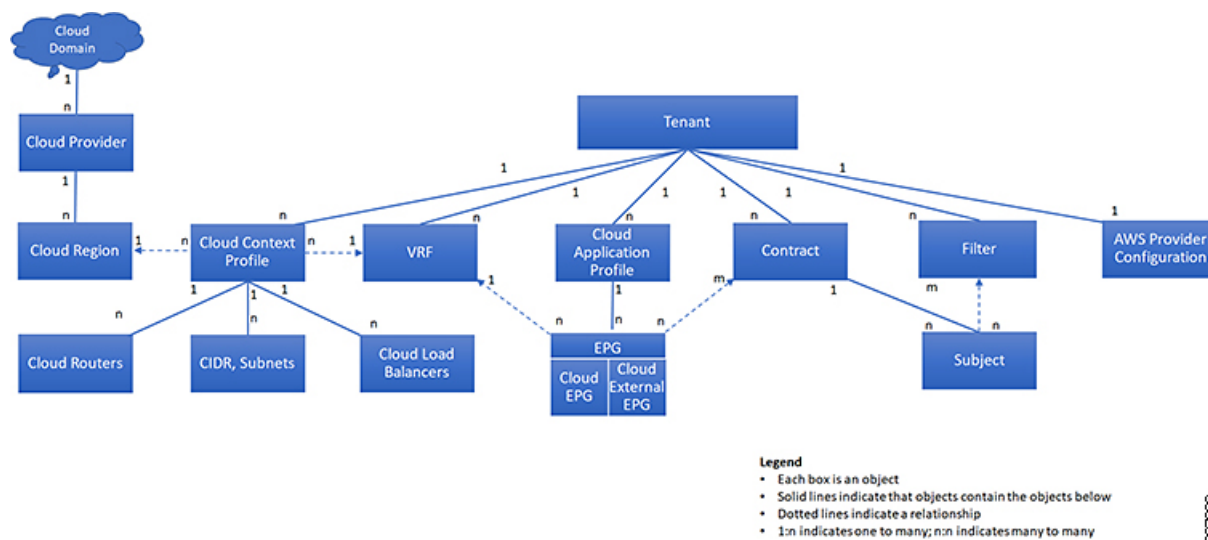 Cloud
Domain
1
n
Cloud Provider
Tenant
1
1
1
1
1
1
1
n
n
n
n
n
n
1
Cloud Region
1
n
Cloud Context
Profile
n
1
VRF
Cloud
Application
Profile
Contract
Filter
AWS Provider
Configuration
1
1
1
1
1
m
1
m
n
n
n
n
n
n
n
n
Cloud Routers
CIDR, Subnets
Cloud Load
Balancers
EPG
Cloud
EPG
Cloud
External
EPG
Subject
Legend
• Each box is an object
• Solid lines indicate that objects contain the objects below
• Dotted lines indicate a relationship
• 1:n indicates one to many; n:n indicates many to many